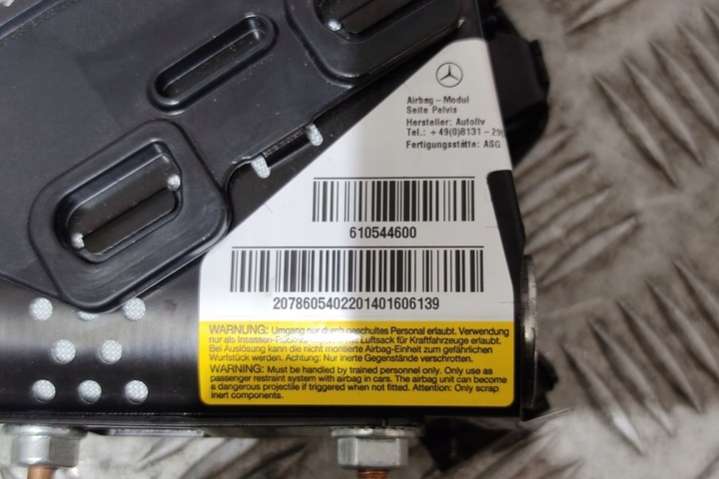 Airbag - Modul
Seite Pelvis
Hersteller: Autoliv
Tel.: +49(0)8131-29
Fertigungsstätte: ASG
610544600
2078605402201401606139
WARNUNG: Umgang nur durch geschultes Personal erlaubt. Verwendung
nur als Insassen-Rückha Luftsack für Kraftfahrzeuge erlaubt.
Bei Auslösung kann die nicht montierte Airbag-Einheit zum gefährlichen
Wurfstück werden. Achtung: Nur inerte Gegenstände verschrotten.
WARNING: Must be handled by trained personnel only. Only use as
passenger restraint system with airbag in cars. The airbag unit can become
a dangerous projectile if triggered when not fitted. Attention: Only scrap
inert components.